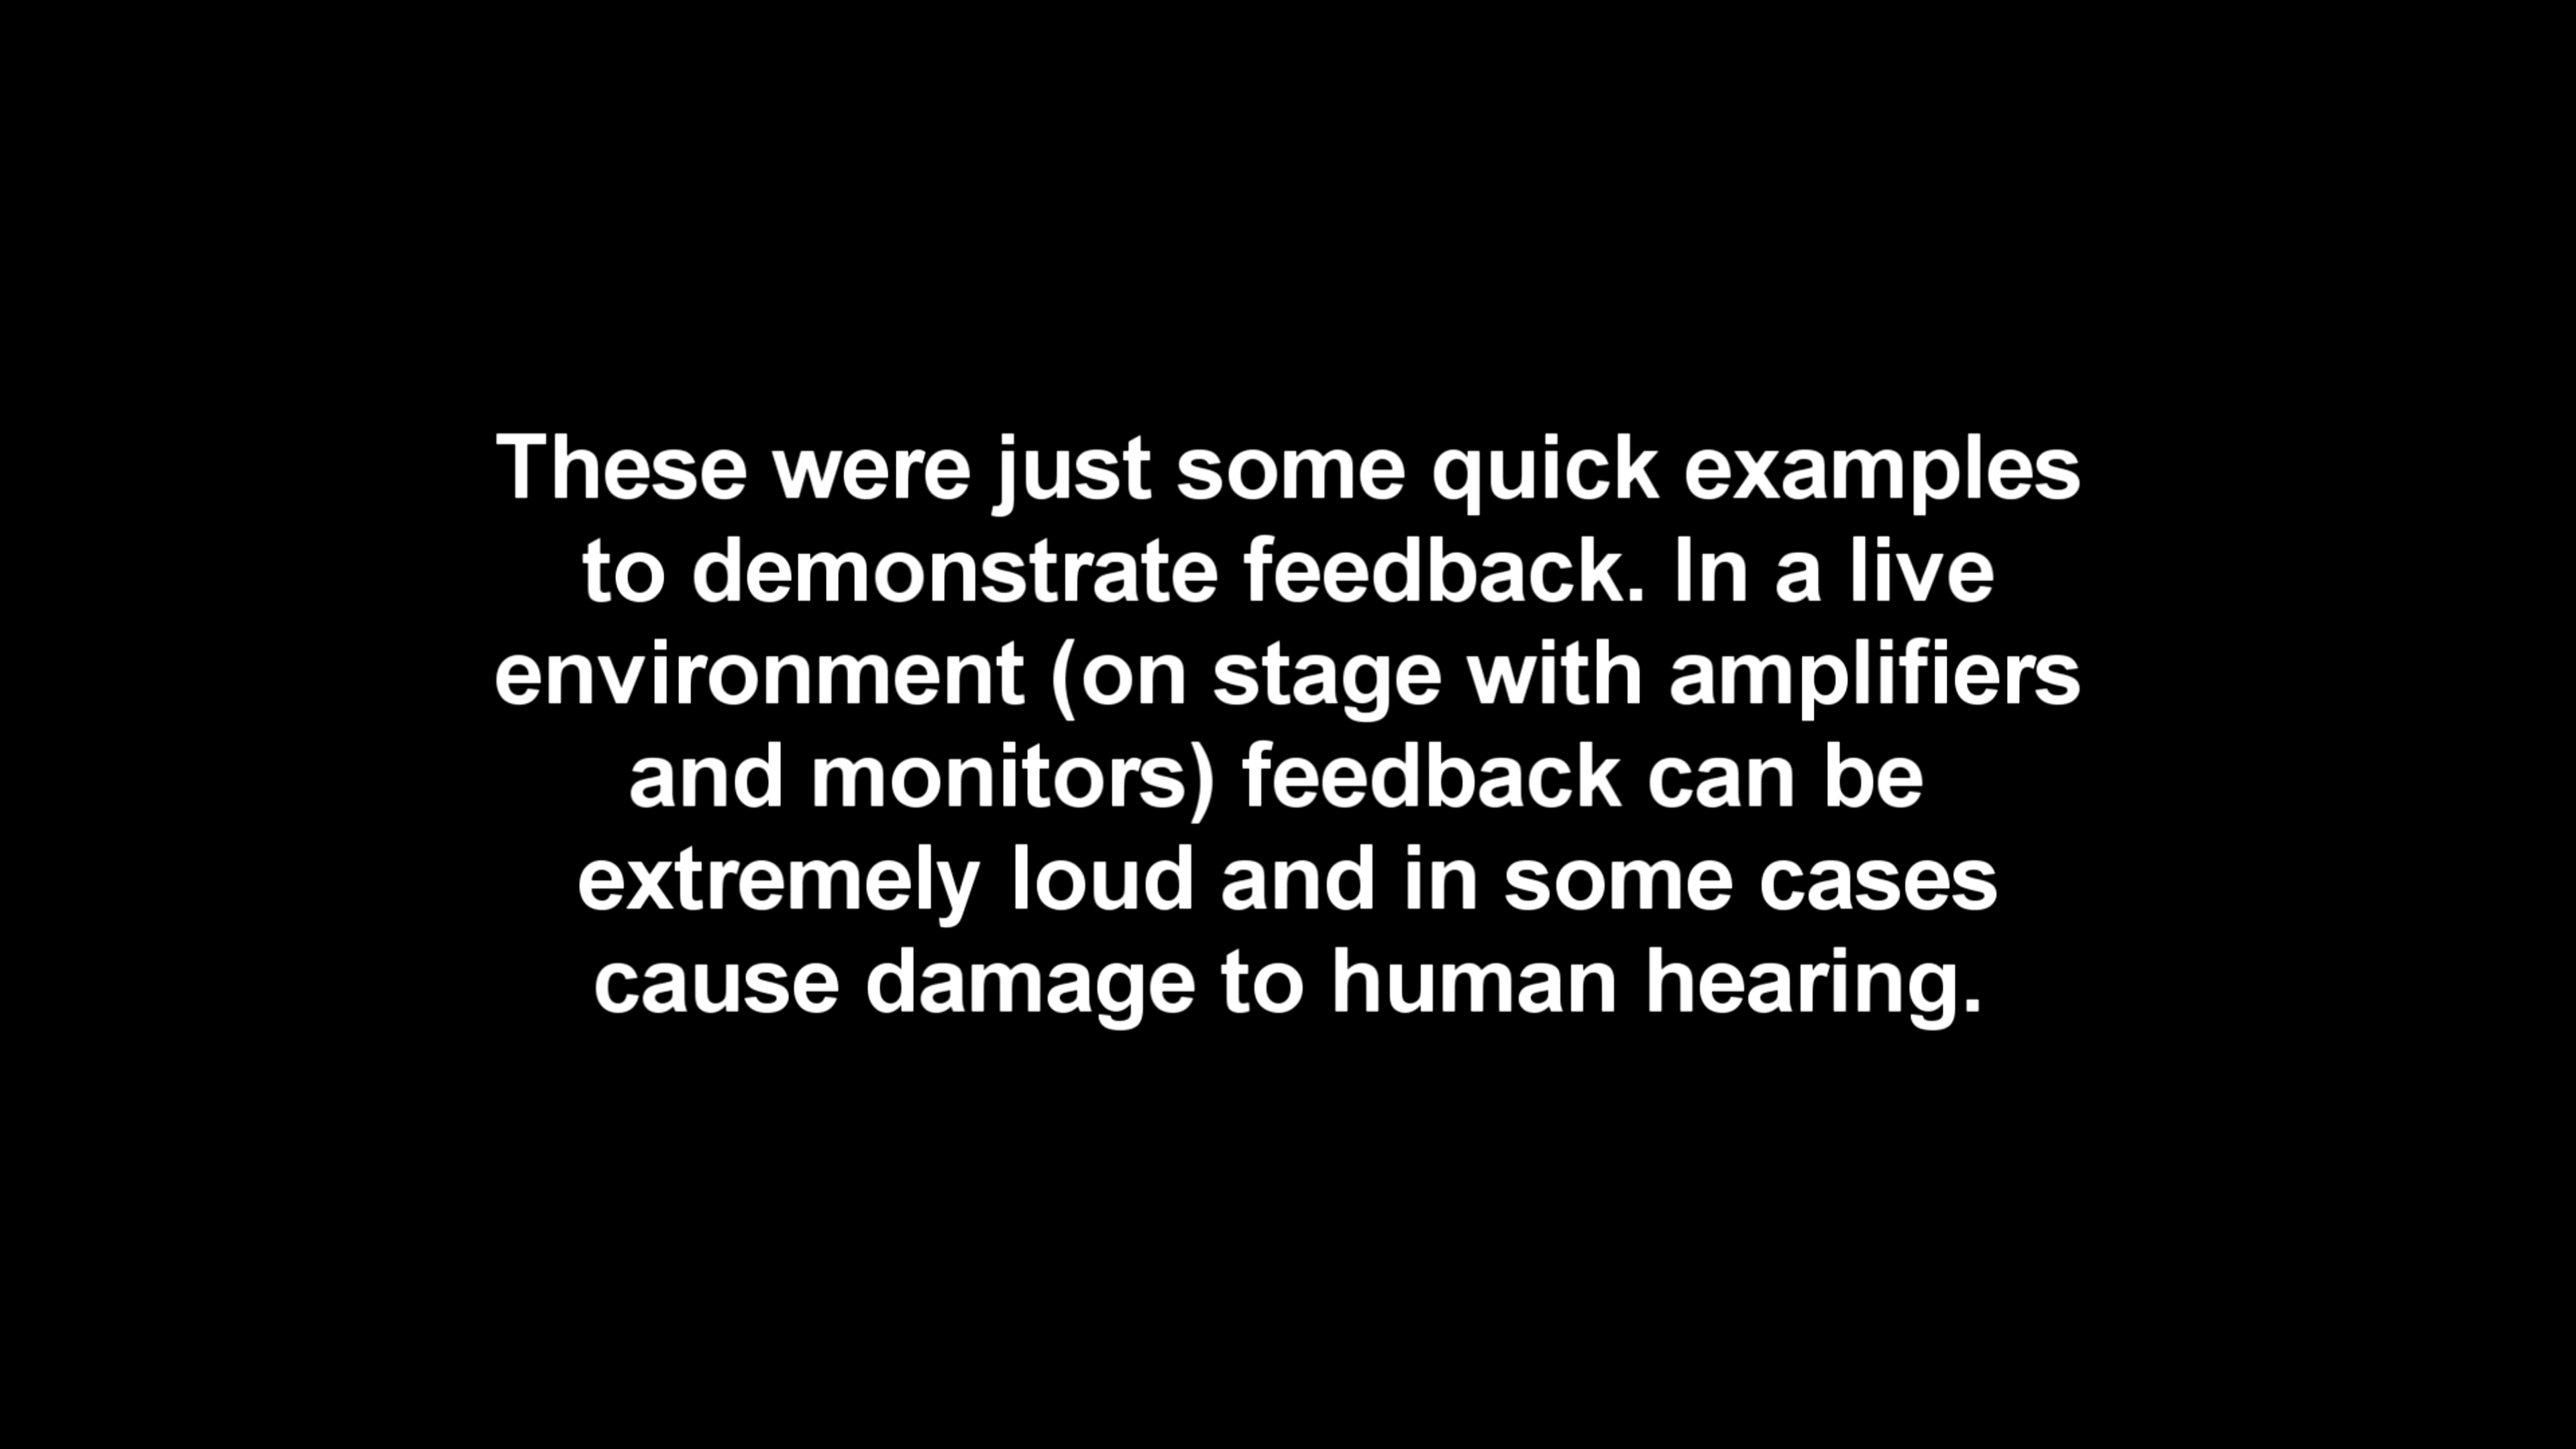 These were just some quick examples
to demonstrate feedback. In a live
environment (on stage with amplifiers
and monitors) feedback can be
extremely loud and in some cases
cause damage to human hearing.